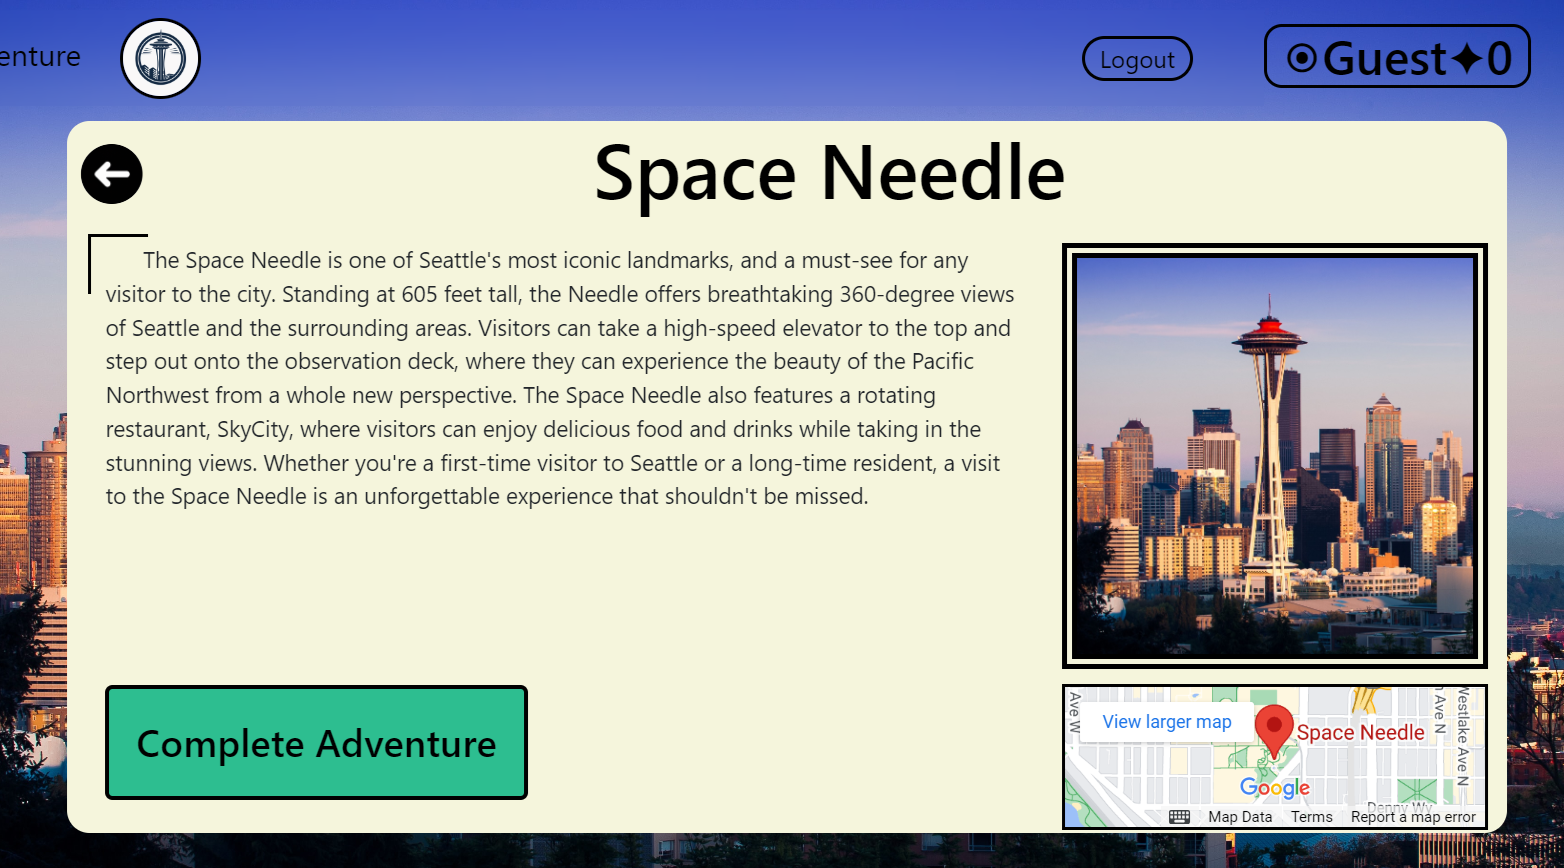 enture
Logout
Guest✦0
Space Needle
The Space Needle is one of Seattle's most iconic landmarks, and a must-see for any
visitor to the city. Standing at 605 feet tall, the Needle offers breathtaking 360-degree views
of Seattle and the surrounding areas. Visitors can take a high-speed elevator to the top and
step out onto the observation deck, where they can experience the beauty of the Pacific
Northwest from a whole new perspective. The Space Needle also features a rotating
restaurant, SkyCity, where visitors can enjoy delicious food and drinks while taking in the
stunning views. Whether you're a first-time visitor to Seattle or a long-time resident, a visit
to the Space Needle is an unforgettable experience that shouldn't be missed.
Complete Adventure
Ave W
View larger map
Space Needle
Ave N
Westlake Ave N
Google
Denny Wy
Map Data
Terms
Report a map error